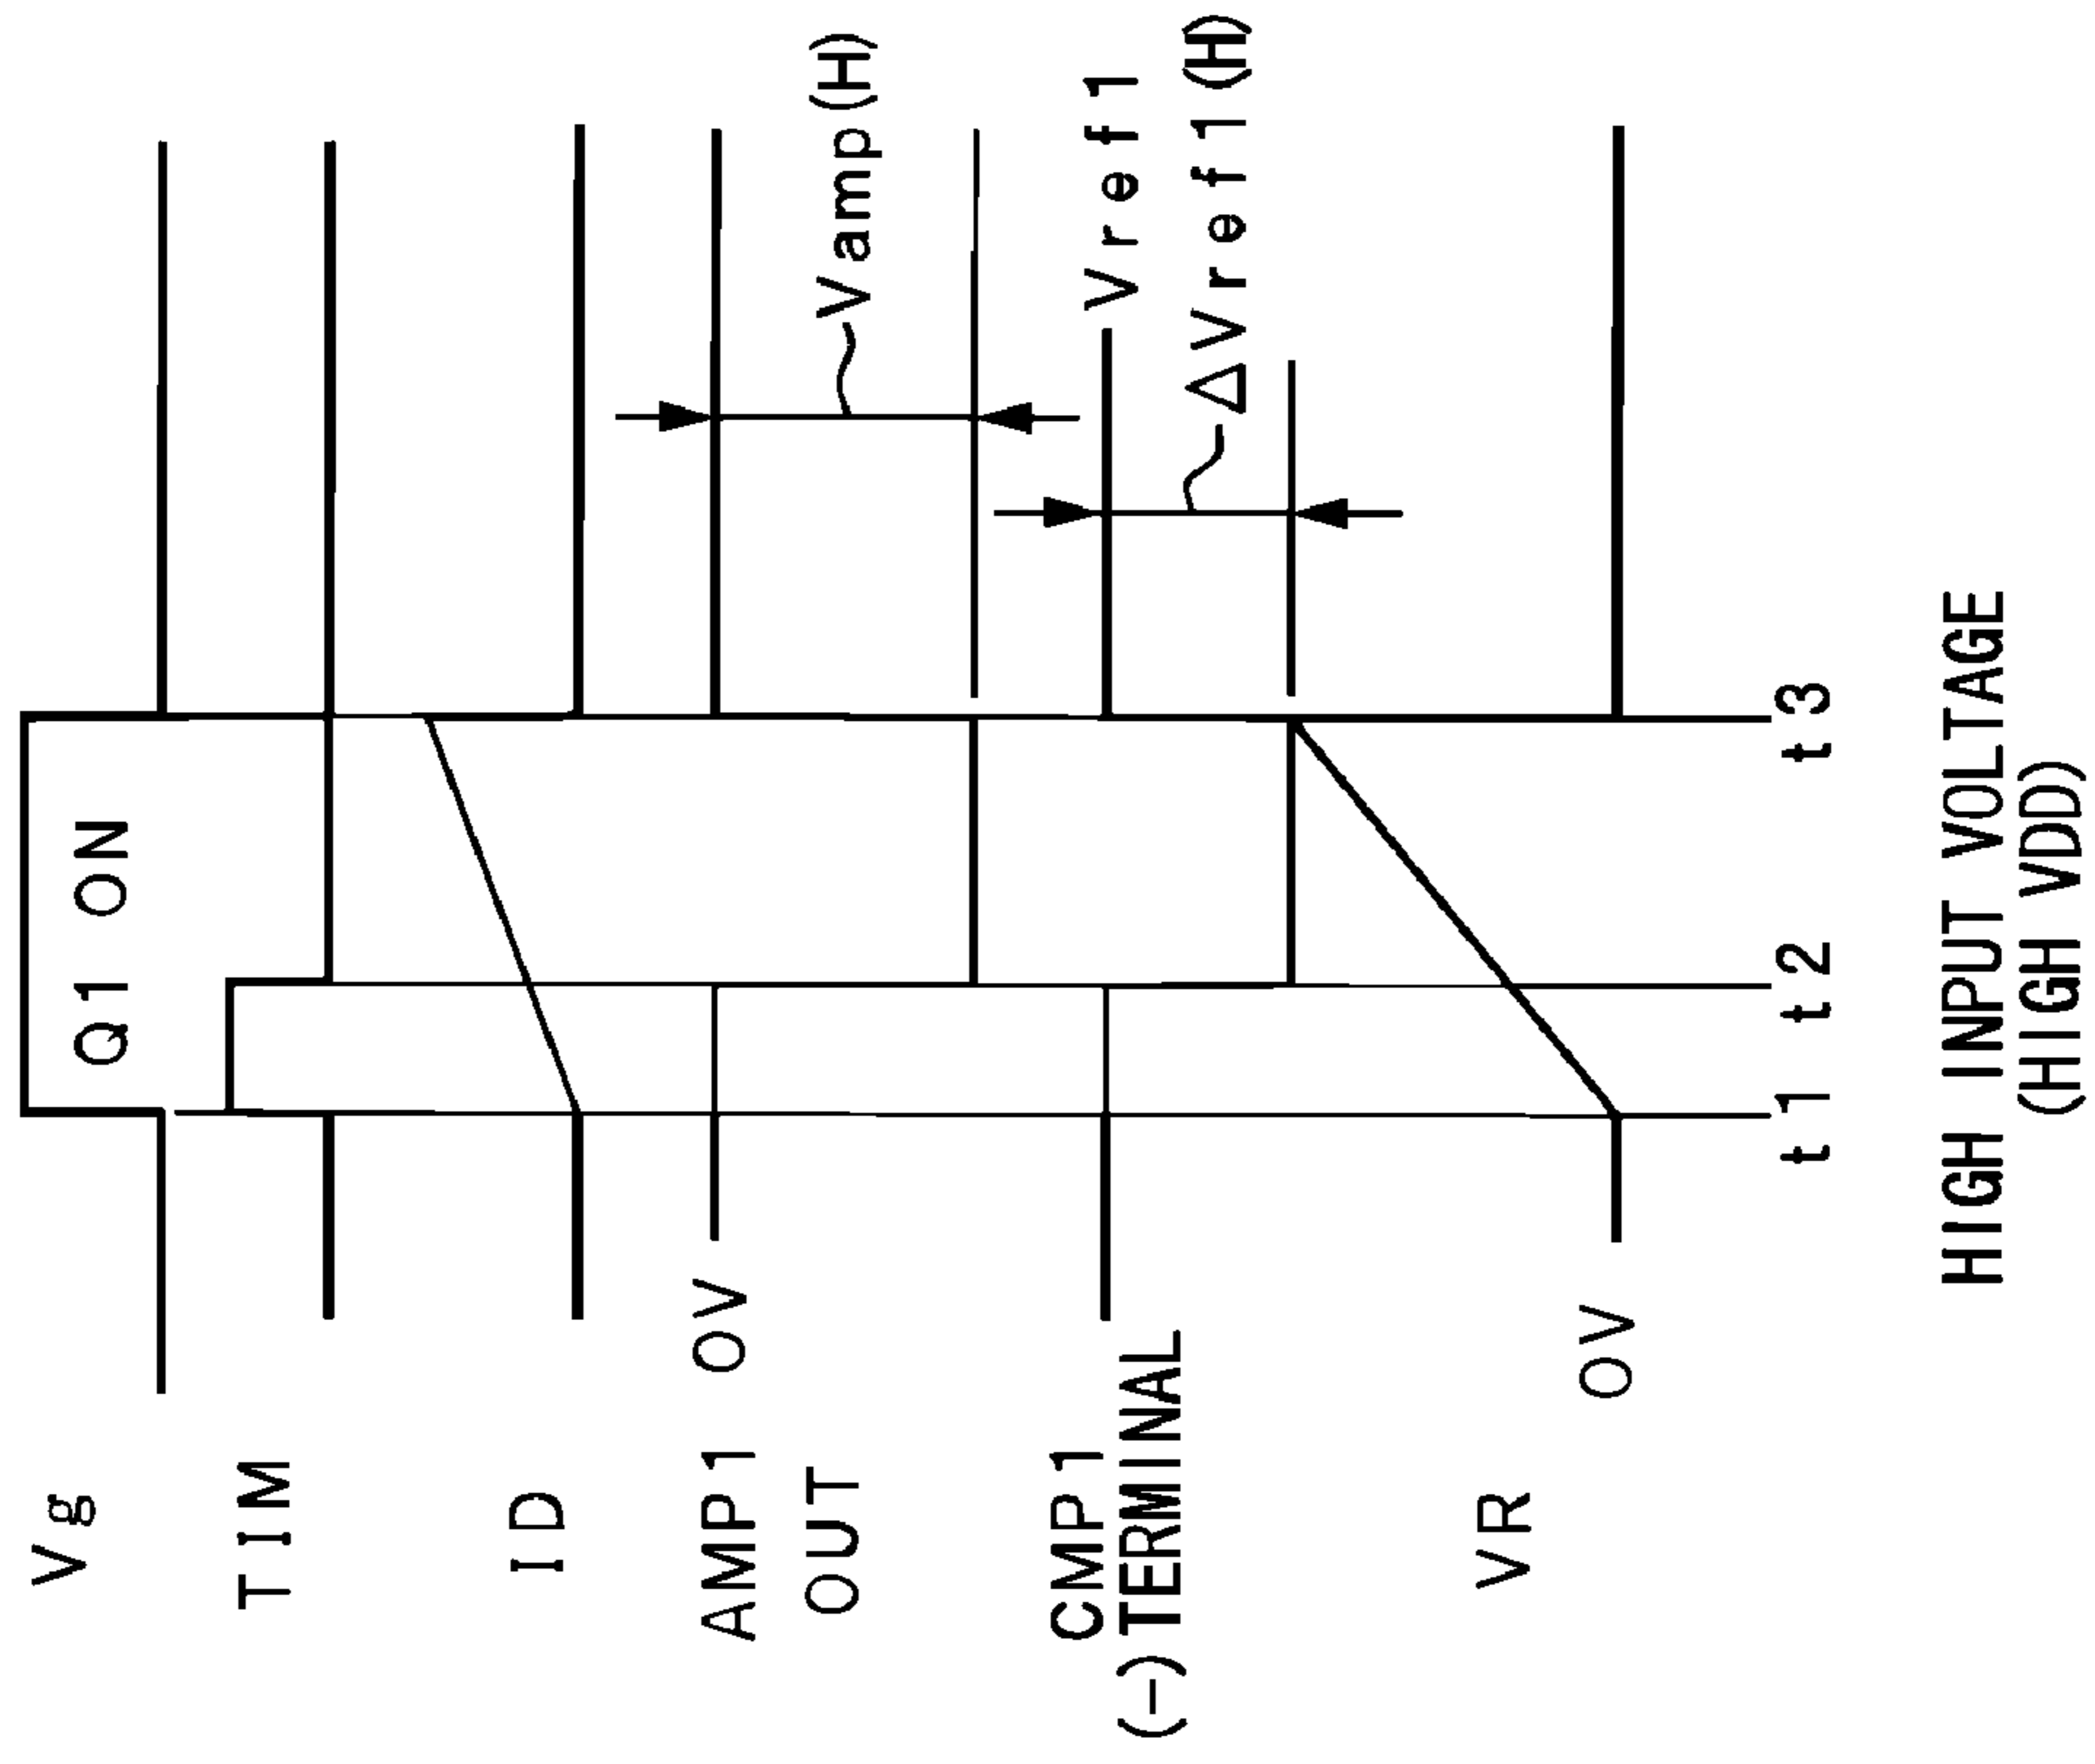 Vg
Q1 ON
TIM
ID
AMP1 0V
OUT
Vamp(H)
CMP1
(-)TERMINAL
Vref1
ΔVref1(H)
VR
0V
t1 t2 t3
HIGH INPUT VOLTAGE
(HIGH VDD)